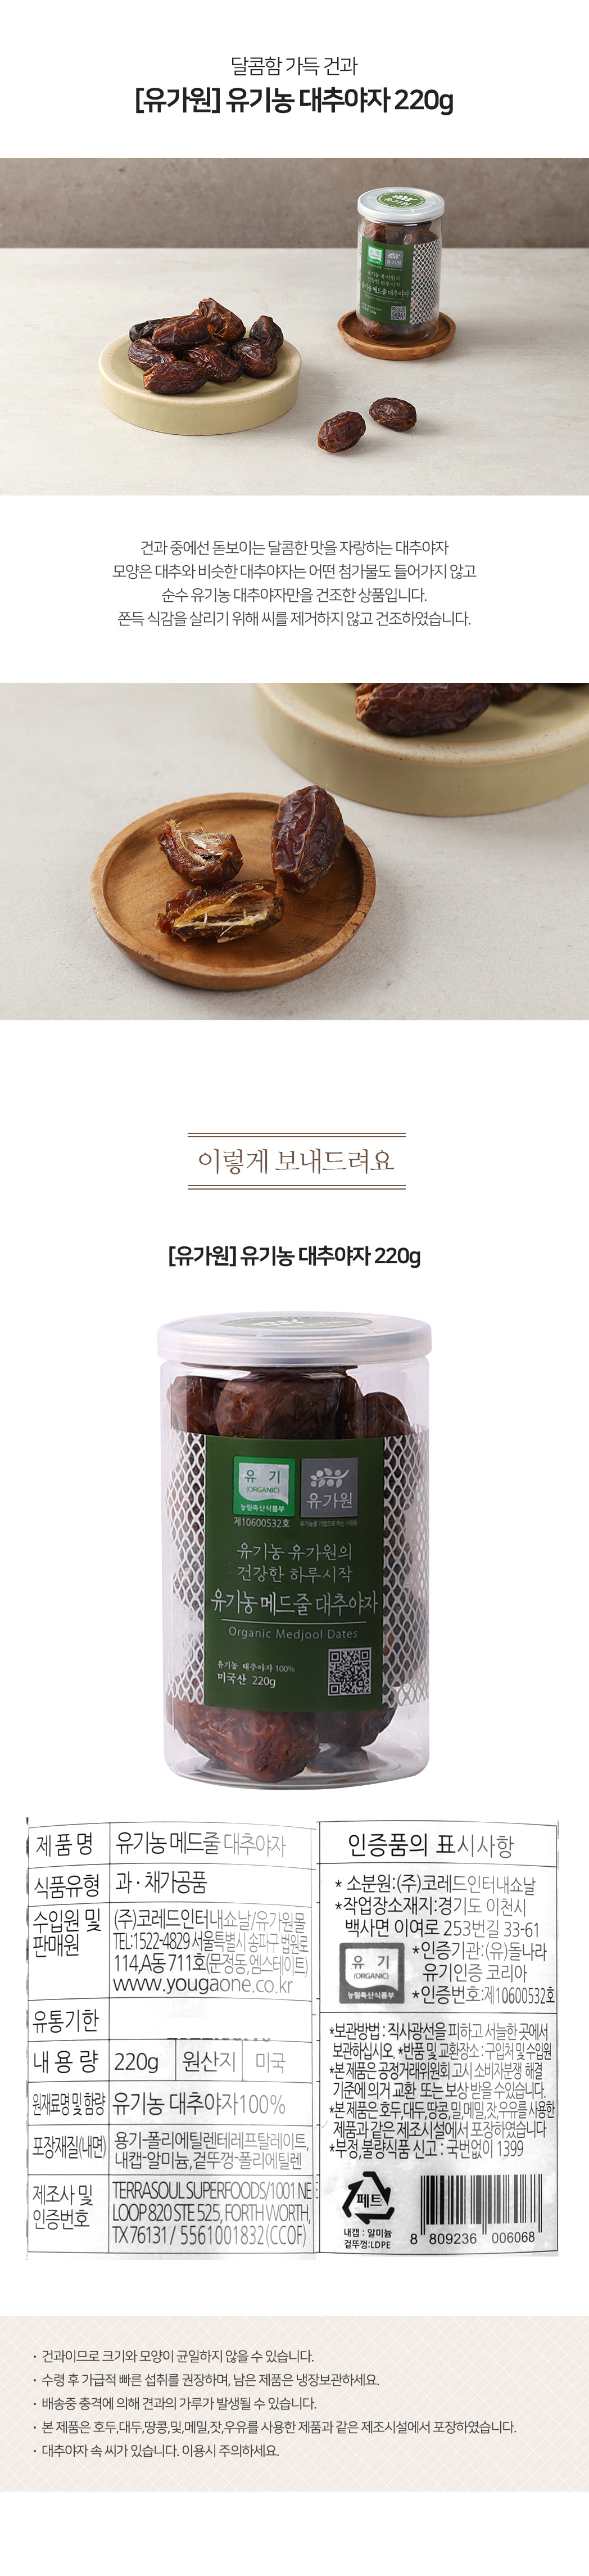 달콤함 가득 건과
[유가원] 유기농 대추야자 220g
건과 중에선 돋보이는 달콤한 맛을 자랑하는 대추야자
모양은 대추와 비슷한 대추야자는 어떤 첨가물도 들어가지 않고
순수 유기농 대추야자만을 건조한 상품입니다.
쫀득 식감을 살리기 위해 씨를 제거하지 않고 건조하였습니다.
이렇게 보내드려요
[유가원] 유기농 대추야자 220g
유 기
(ORGANIC)
농림축산식품부
제10600532호
유가원
유기농 유가원의
건강한 하루시작
유기농 메드줄 대추야자
Organic Medjool Dates
유기농 대추야자 100%
미국산 220g
제 품 명 유기농 메드줄 대추야자
식품유형 과·채가공품
수입원 및 판매원 (주)코레드인터내쇼날/유가원몰
TEL:1522-4829 서울특별시 송파구 법원로
114,A동 711호(문정동,엠스테이트)
www.yougaone.co.kr
유통기한
내 용 량 220g 원산지 미국
원재료명 및 함량 유기농 대추야자100%
포장재질(내면) 용기-폴리에틸렌테레프탈레이트,
내캡-알미늄,겉뚜껑-폴리에틸렌
제조사 및 인증번호 TERRASOUL SUPERFOODS/1001 NE
LOOP 820 STE 525, FORTH WORTH,
TX 76131 / 5561001832(CCOF)
인증품의 표시사항
* 소분원:(주)코레드인터내쇼날
*작업장소재지:경기도 이천시
백사면 이여로 253번길 33-61
유 기
(ORGANIC)
농림축산식품부
*인증기관:(유)돌나라
유기인증 코리아
*인증번호:제10600532호
*보관방법 : 직사광선을 피하고 서늘한 곳에서
보관하십시오. *반품 및 교환장소 : 구입처 및 수입원
*본 제품은 공정거래위원회 고시 소비자분쟁 해결
기준에 의거 교환 또는 보상 받을 수있습니다.
*본 제품은 호두,대두,땅콩,밀,메밀,잣,우유를 사용한
제품과 같은 제조시설에서 포장하였습니다
*부정,불량식품 신고 : 국번없이 1399
페트
내캡 : 알미늄
겉뚜껑:LDPE
8 809236 006068
· 건과이므로 크기와 모양이 균일하지 않을 수 있습니다.
· 수령 후 가급적 빠른 섭취를 권장하며, 남은 제품은 냉장보관하세요.
· 배송중 충격에 의해 견과의 가루가 발생될 수 있습니다.
· 본 제품은 호두,대두,땅콩,밀,메밀,잣,우유를 사용한 제품과 같은 제조시설에서 포장하였습니다.
· 대추야자 속 씨가 있습니다. 이용시 주의하세요.